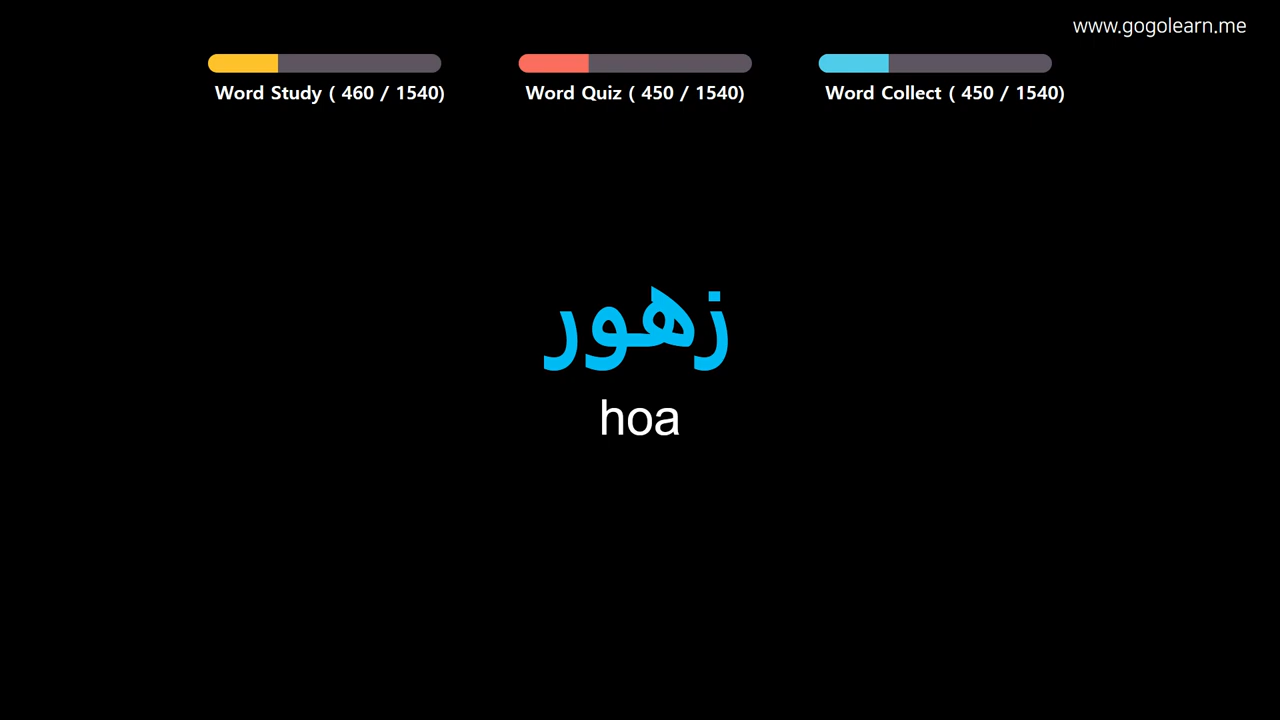 www.gogolearn.me
Word Study ( 460 / 1540)
Word Quiz ( 450 / 1540)
Word Collect ( 450 / 1540)
زهور
hoa